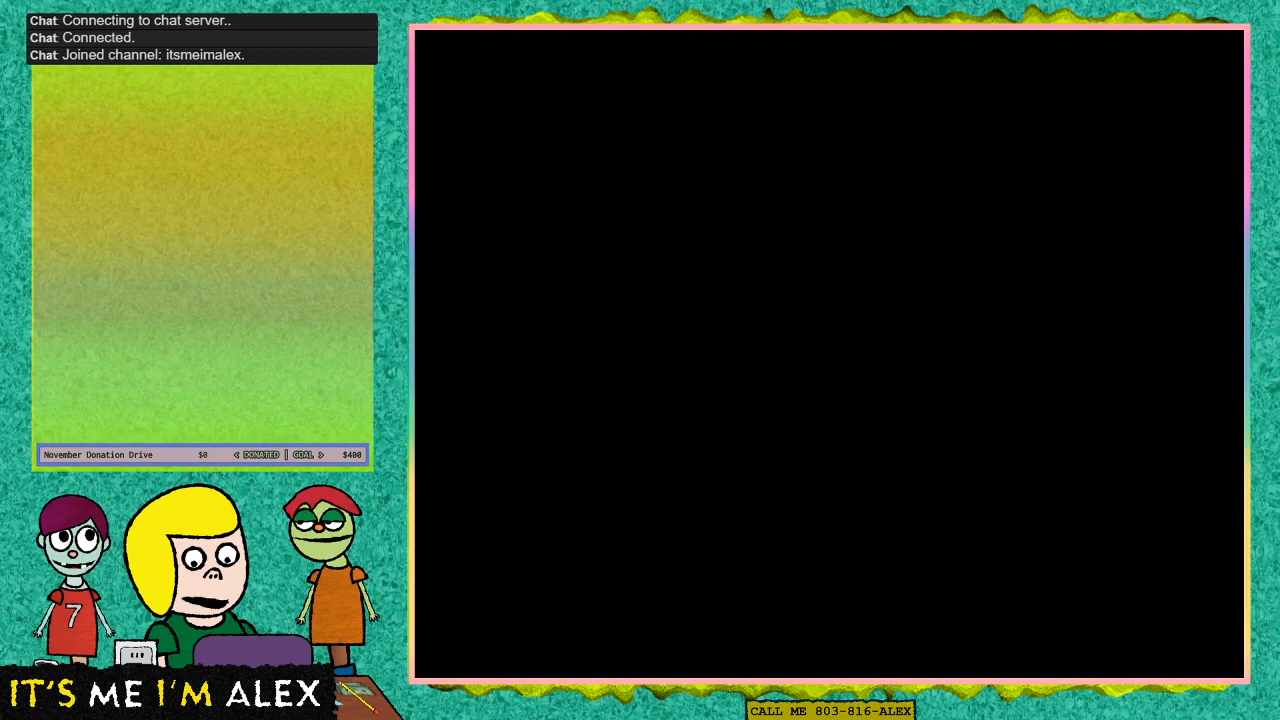 Chat: Connecting to chat server..
Chat: Connected.
Chat: Joined channel: itsmeimalex.
November Donation Drive $0 < DONATED | GOAL > $400
7
IT'S ME I'M ALEX
CALL ME 803-816-ALEX